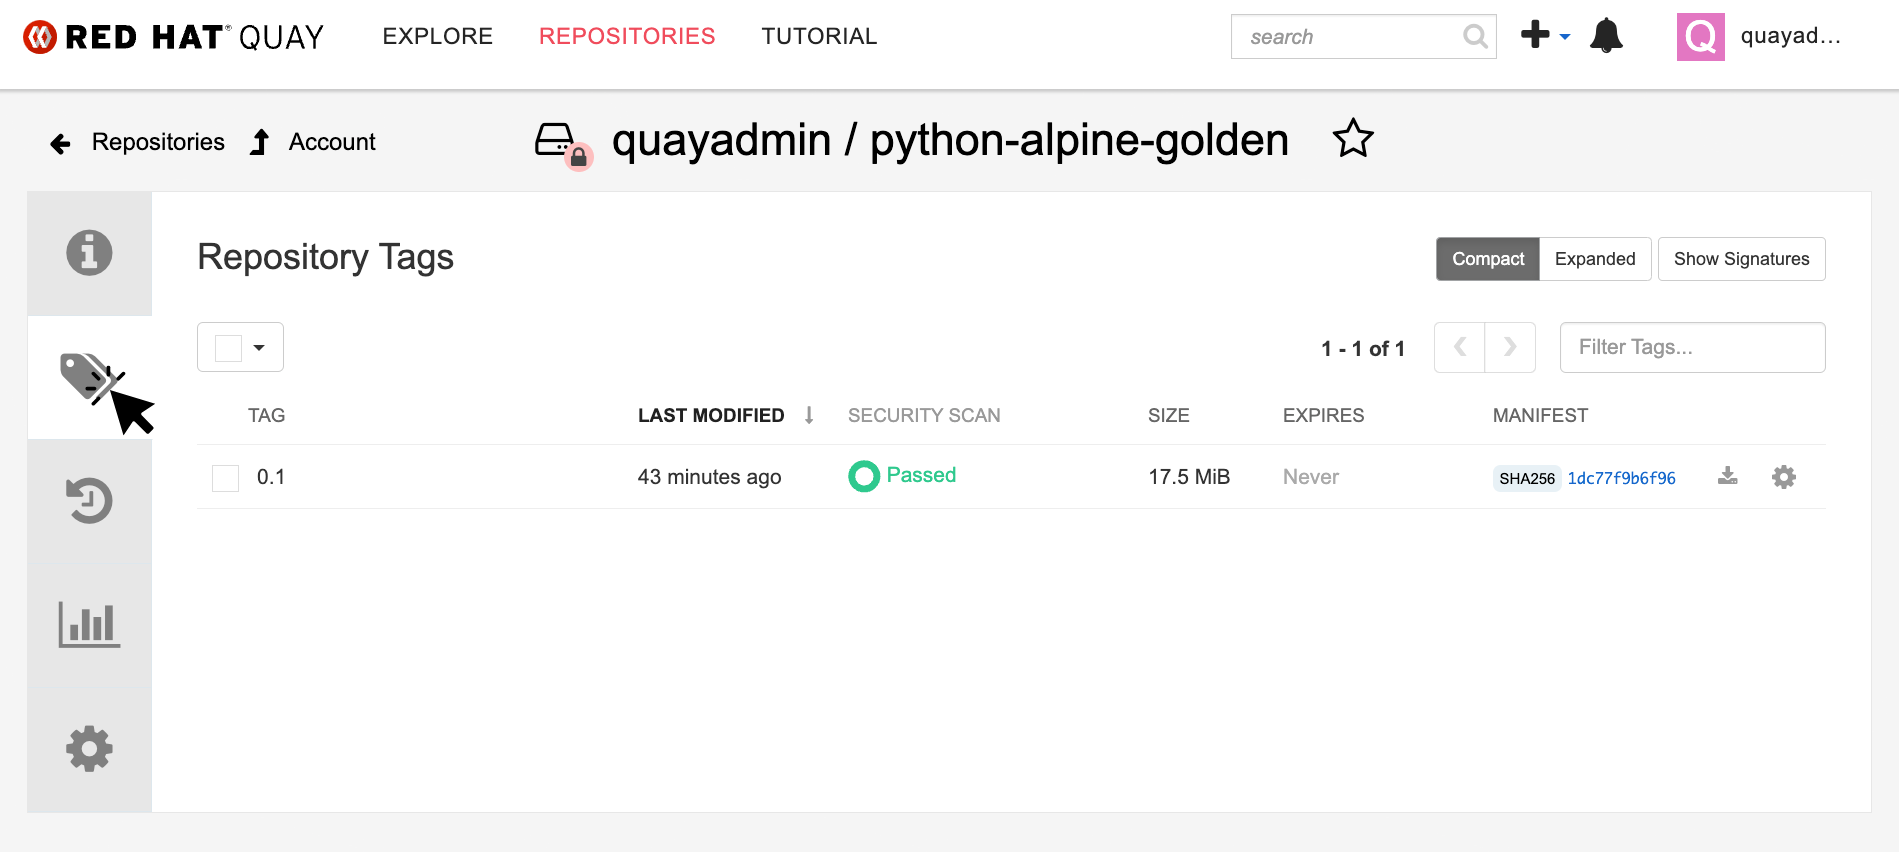 RED HAT® QUAY EXPLORE REPOSITORIES TUTORIAL search quayad...
Repositories Account quayadmin / python-alpine-golden
Repository Tags Compact Expanded Show Signatures
1 - 1 of 1 Filter Tags...
TAG LAST MODIFIED SECURITY SCAN SIZE EXPIRES MANIFEST
0.1 43 minutes ago Passed 17.5 MiB Never SHA256 1dc77f9b6f96